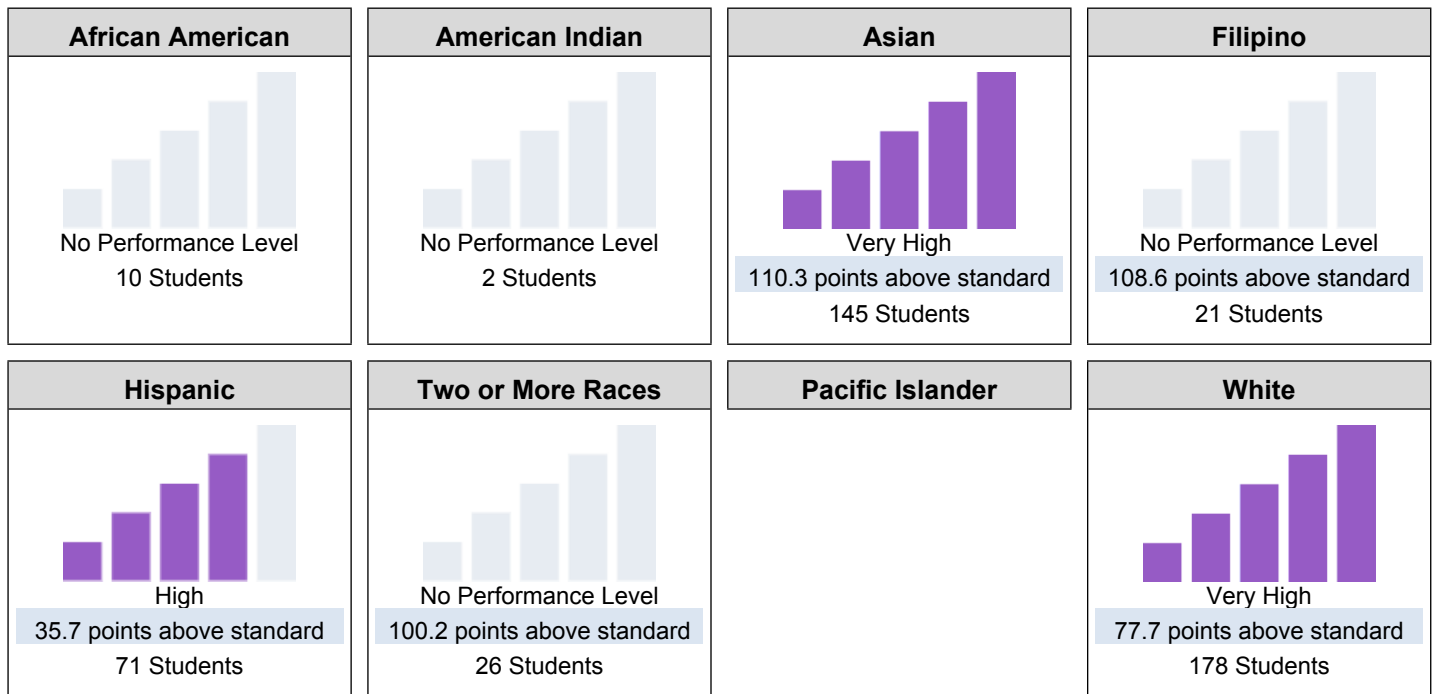 African American
No Performance Level
10 Students
American Indian
No Performance Level
2 Students
Asian
Very High
110.3 points above standard
145 Students
Filipino
No Performance Level
108.6 points above standard
21 Students
Hispanic
High
35.7 points above standard
71 Students
Two or More Races
No Performance Level
100.2 points above standard
26 Students
Pacific Islander
White
Very High
77.7 points above standard
178 Students